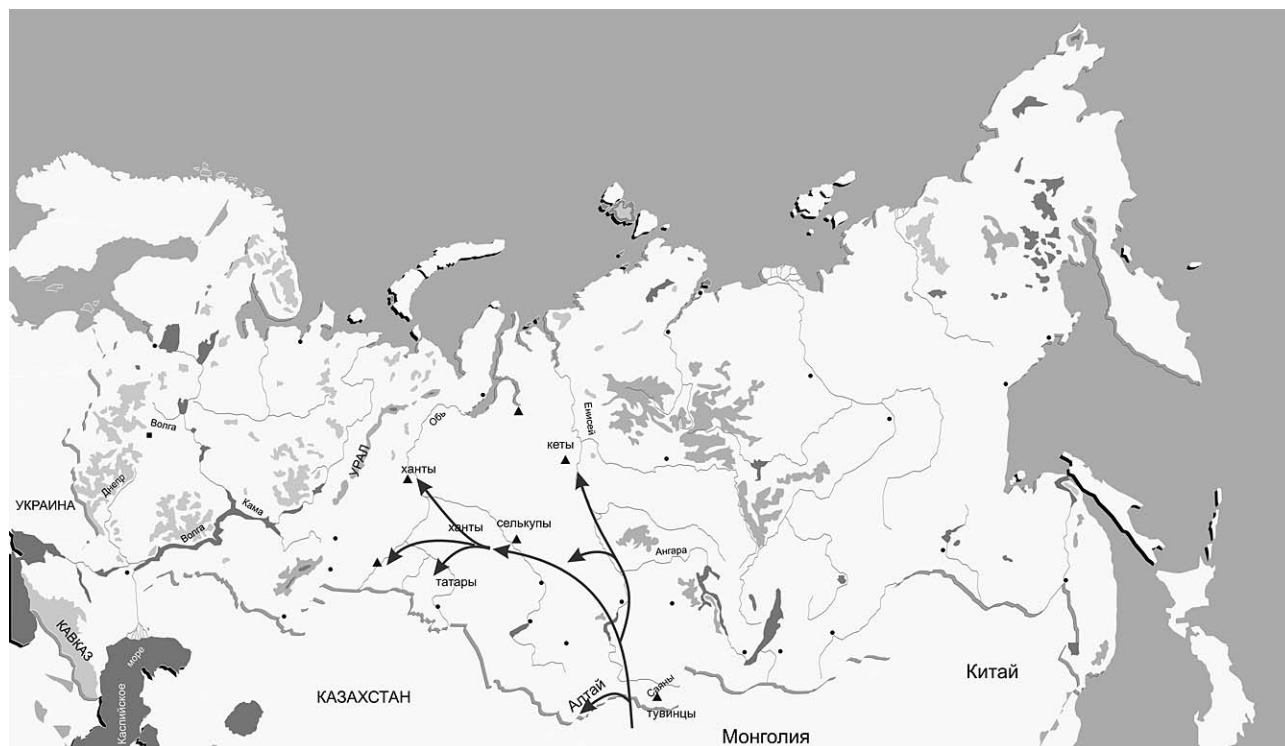 Обь
Енисей
кеты
Волга
УРАЛ
ханты
Днепр
УКРАИНА
Кама
Волга
ханты
селькупы
Ангара
татары
КАВКАЗ
Каспийское
море
КАЗАХСТАН
Алтай
Саяны
тувинцы
Китай
Монголия